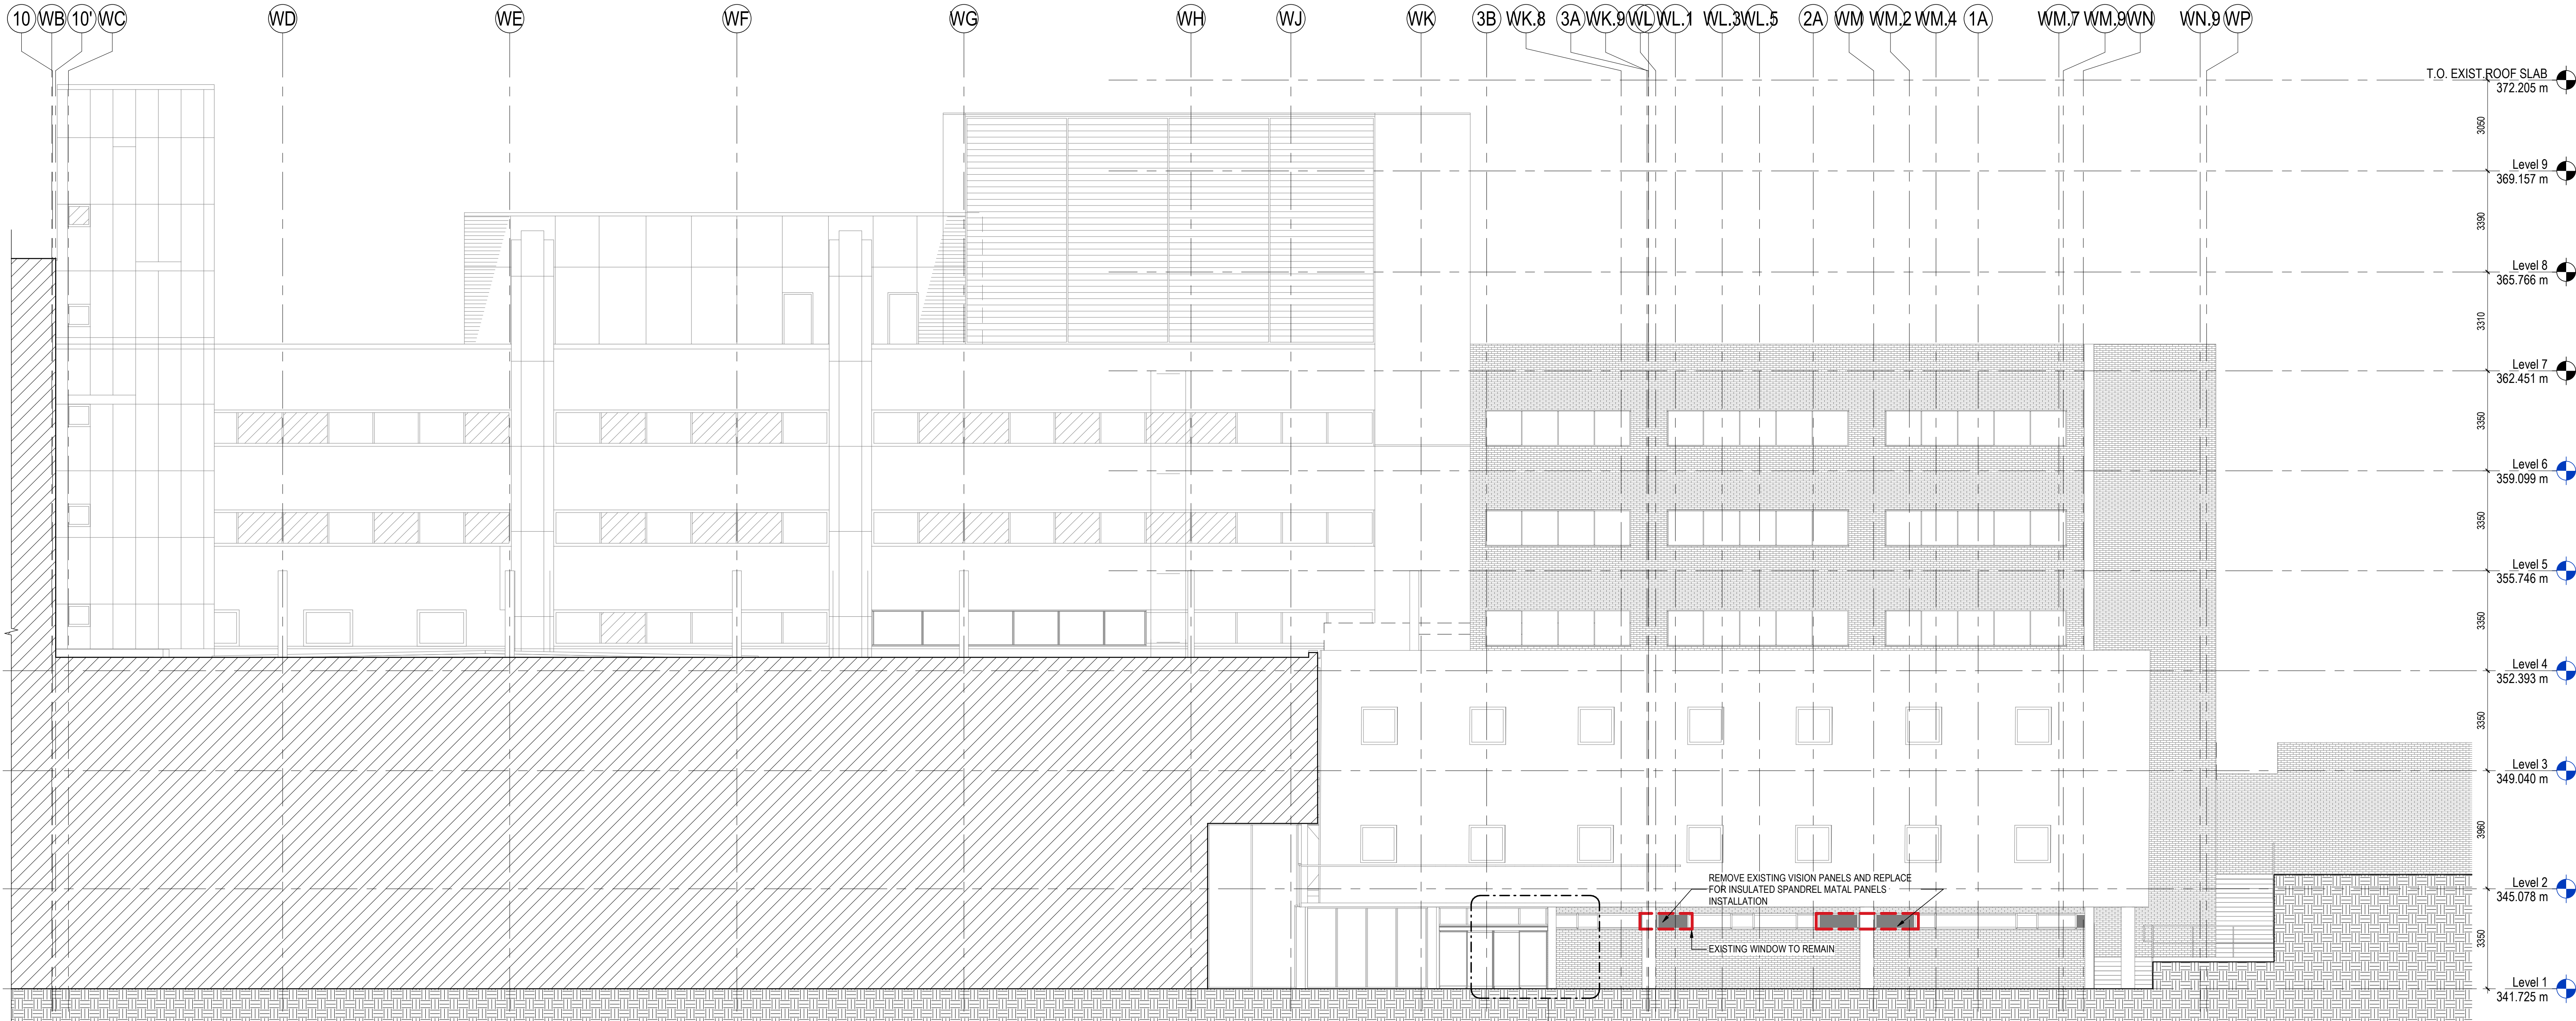 10 WB 10' WC WD WE WF WG WH WJ WK 3B WK.8 3A WK.9 WL WL.1 WL.3 WL.5 2A WM WM.2 WM.4 1A WM.7 WM.9 WN WN.9 WP
T.O. EXIST.ROOF SLAB
372.205 m
3050
Level 9
369.157 m
3390
Level 8
365.766 m
3310
Level 7
362.451 m
3350
Level 6
359.099 m
3350
Level 5
355.746 m
3350
Level 4
352.393 m
3350
Level 3
349.040 m
3960
Level 2
345.078 m
3350
Level 1
341.725 m
REMOVE EXISTING VISION PANELS AND REPLACE
FOR INSULATED SPANDREL MATAL PANELS
INSTALLATION
EXISTING WINDOW TO REMAIN